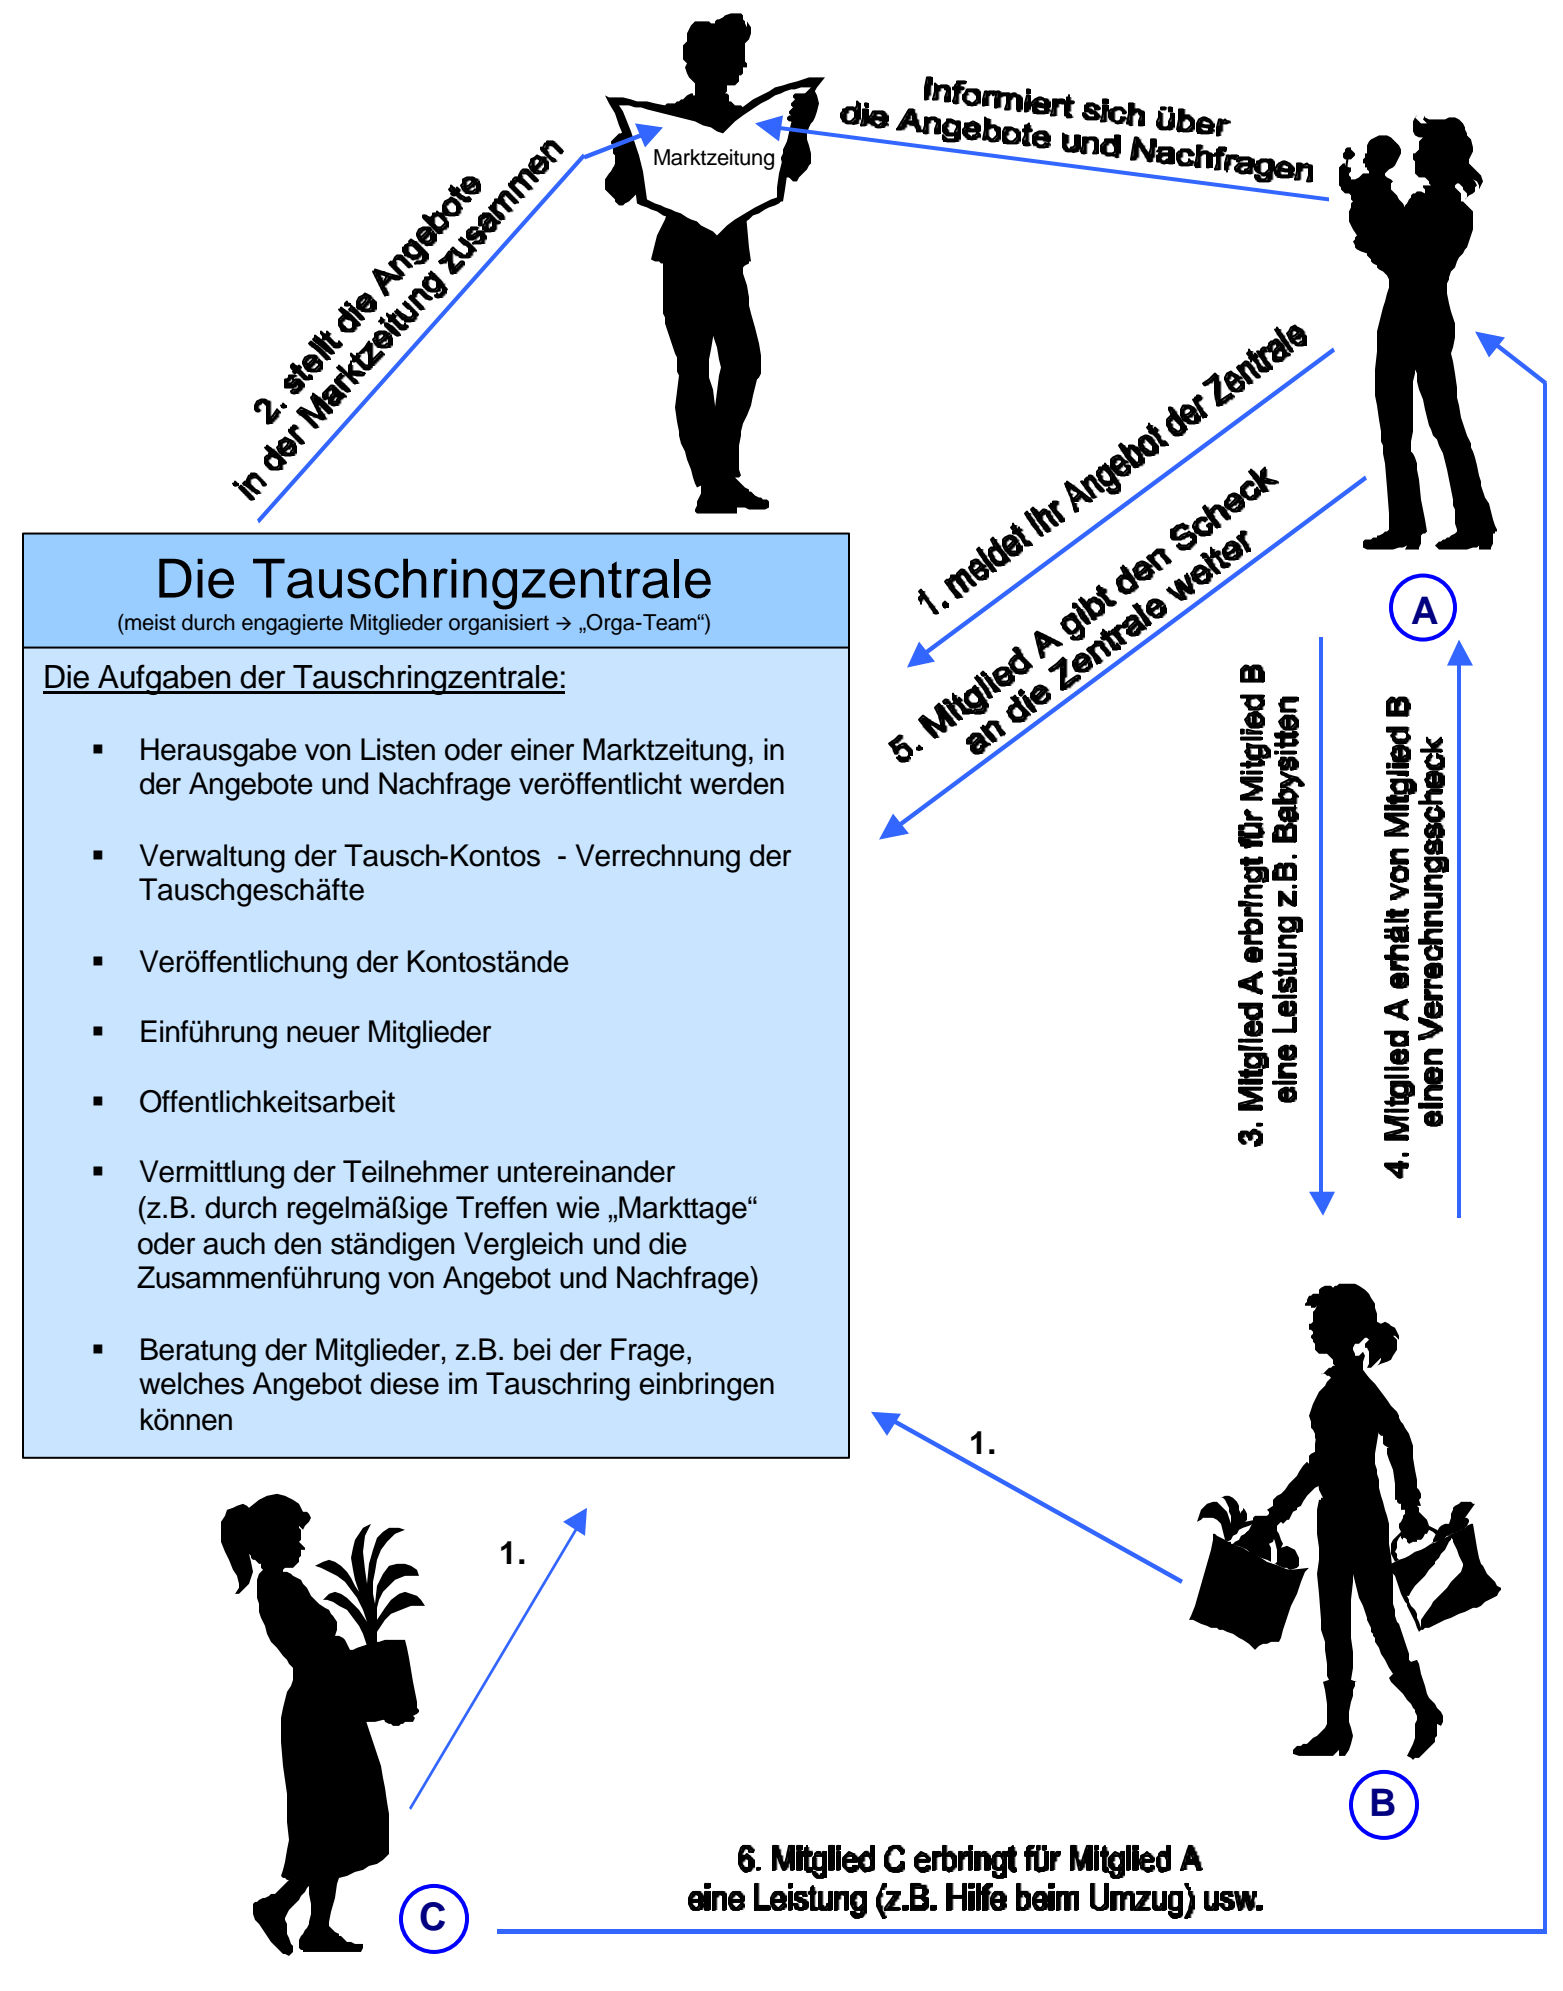 Informiert sich über
die Angebote und Nachfragen
Marktzeitung
2. stellt die Angebote
in der Marktzeitung zusammen
1. meldet Ihr Angebot der Zentrale
5. Mitglied A gibt den Scheck
an die Zentrale weiter
A
Die Tauschringzentrale
(meist durch engagierte Mitglieder organisiert → „Orga-Team“)
Die Aufgaben der Tauschringzentrale:
▪ Herausgabe von Listen oder einer Marktzeitung, in
der Angebote und Nachfrage veröffentlicht werden
▪ Verwaltung der Tausch-Kontos - Verrechnung der
Tauschgeschäfte
▪ Veröffentlichung der Kontostände
▪ Einführung neuer Mitglieder
▪ Offentlichkeitsarbeit
▪ Vermittlung der Teilnehmer untereinander
(z.B. durch regelmäßige Treffen wie „Markttage“
oder auch den ständigen Vergleich und die
Zusammenführung von Angebot und Nachfrage)
▪ Beratung der Mitglieder, z.B. bei der Frage,
welches Angebot diese im Tauschring einbringen
können
3. Mitglied A erbringt für Mitglied B
eine Leistung z.B. Babysitten
4. Mitglied A erhält von Mitglied B
einen Verrechnungsscheck
1.
1.
B
6. Mitglied C erbringt für Mitglied A
eine Leistung (z.B. Hilfe beim Umzug) usw.
C